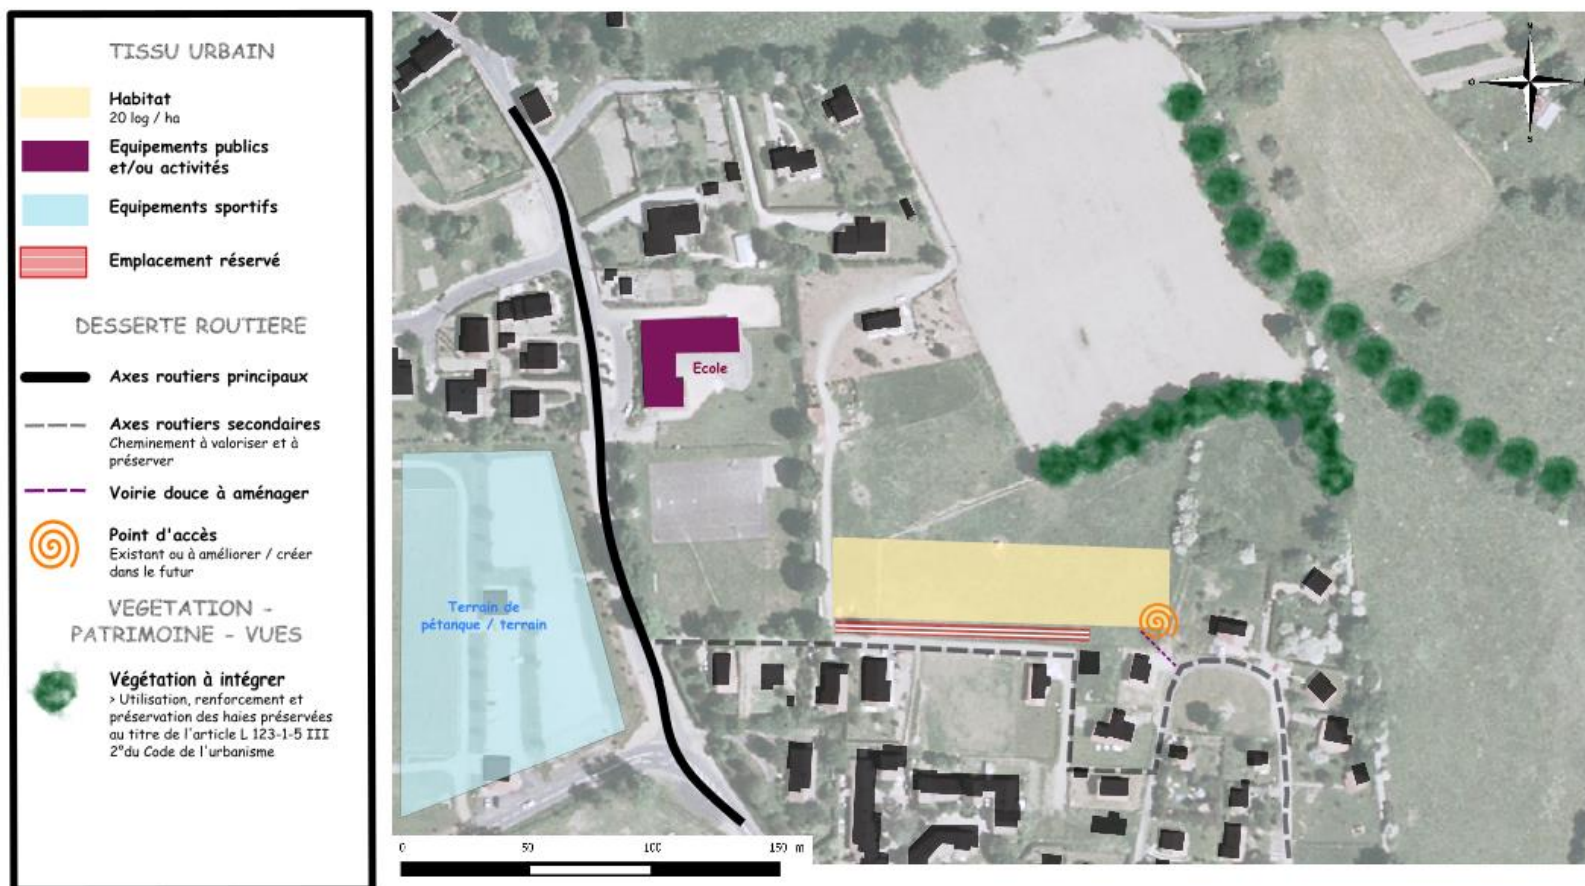 TISSU URBAIN
Habitat
20 log / ha
Equipements publics
et/ou activités
Equipements sportifs
Emplacement réservé
DESSERTE ROUTIERE
Axes routiers principaux
Axes routiers secondaires
Cheminement à valoriser et à
préserver
Voirie douce à aménager
Point d'accès
Existant ou à améliorer / créer
dans le futur
VEGETATION -
PATRIMOINE - VUES
Végétation à intégrer
> Utilisation, renforcement et
préservation des haies préservées
au titre de l'article L 123-1-5 III
2°du Code de l'urbanisme
Ecole
Terrain de
pétanque / terrain
N
O
S
0 50 100 150 m